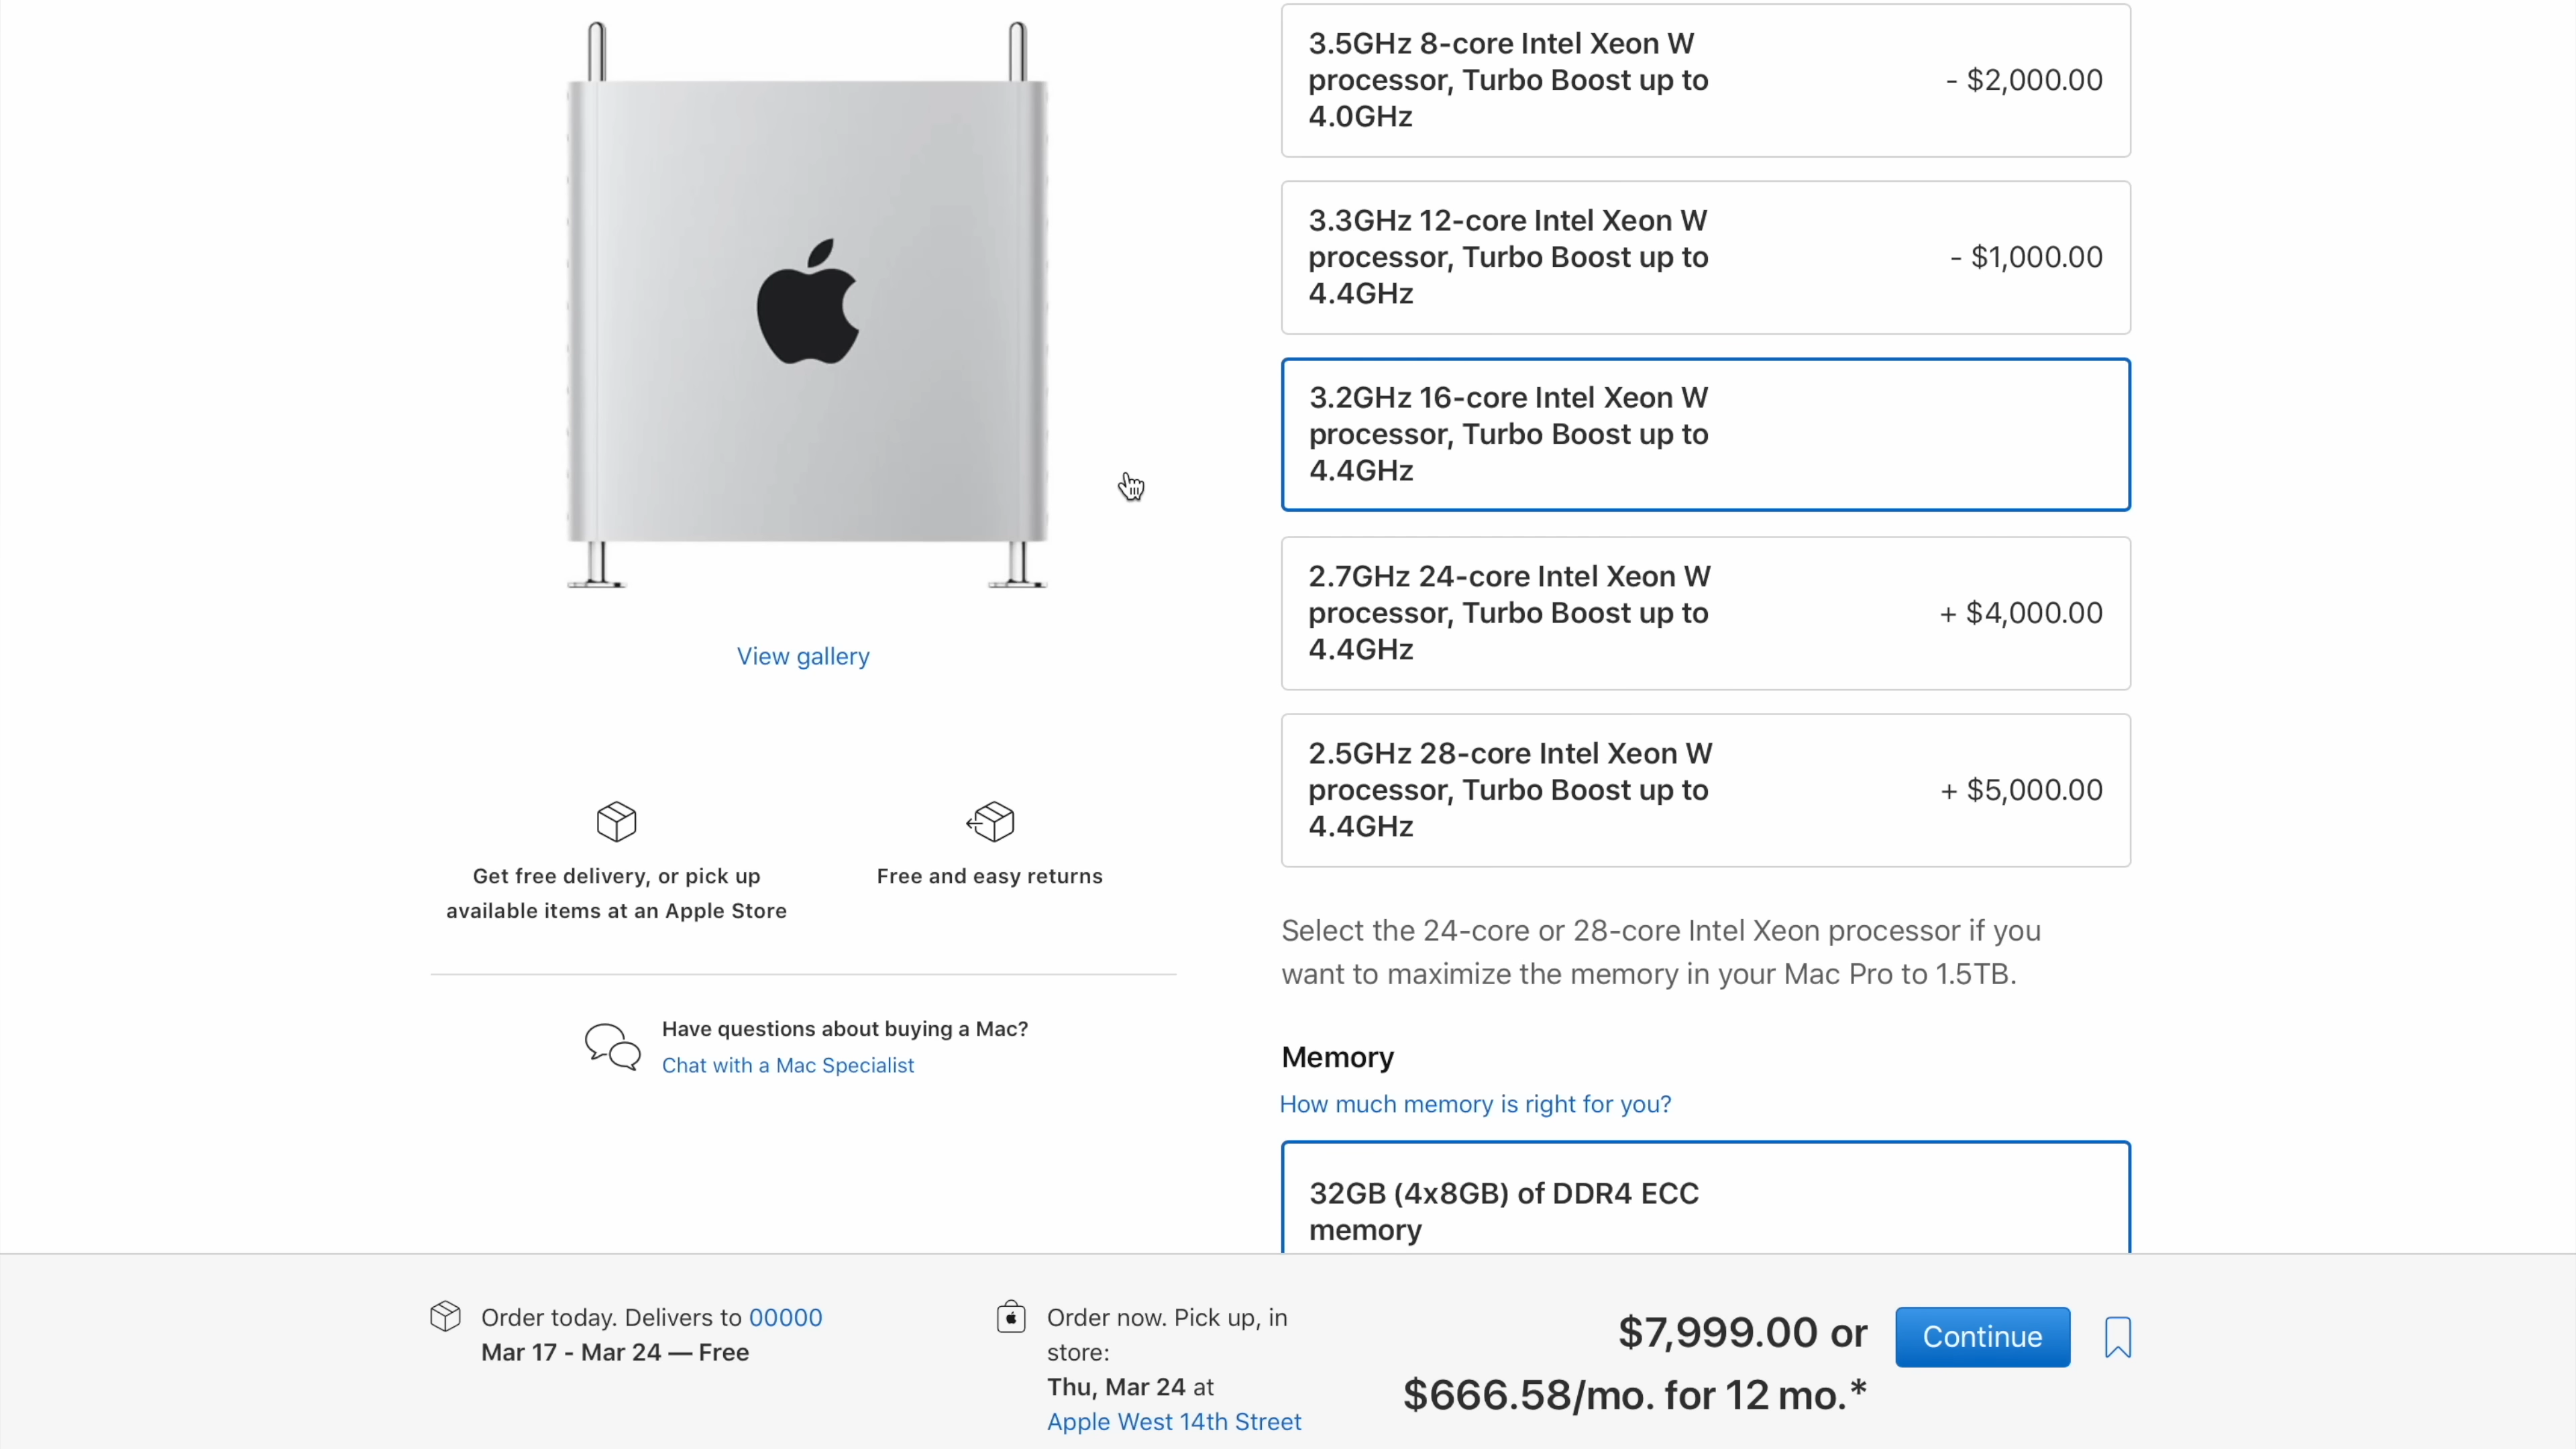 3.5GHz 8-core Intel Xeon W
processor, Turbo Boost up to
4.0GHz
- $2,000.00
3.3GHz 12-core Intel Xeon W
processor, Turbo Boost up to
4.4GHz
- $1,000.00
3.2GHz 16-core Intel Xeon W
processor, Turbo Boost up to
4.4GHz
2.7GHz 24-core Intel Xeon W
processor, Turbo Boost up to
4.4GHz
+ $4,000.00
2.5GHz 28-core Intel Xeon W
processor, Turbo Boost up to
4.4GHz
+ $5,000.00
Select the 24-core or 28-core Intel Xeon processor if you
want to maximize the memory in your Mac Pro to 1.5TB.
Memory
How much memory is right for you?
32GB (4x8GB) of DDR4 ECC
memory
View gallery
Get free delivery, or pick up
available items at an Apple Store
Free and easy returns
Have questions about buying a Mac?
Chat with a Mac Specialist
Order today. Delivers to 00000
Mar 17 - Mar 24 — Free
Order now. Pick up, in
store:
Thu, Mar 24 at
Apple West 14th Street
$7,999.00 or
$666.58/mo. for 12 mo.*
Continue